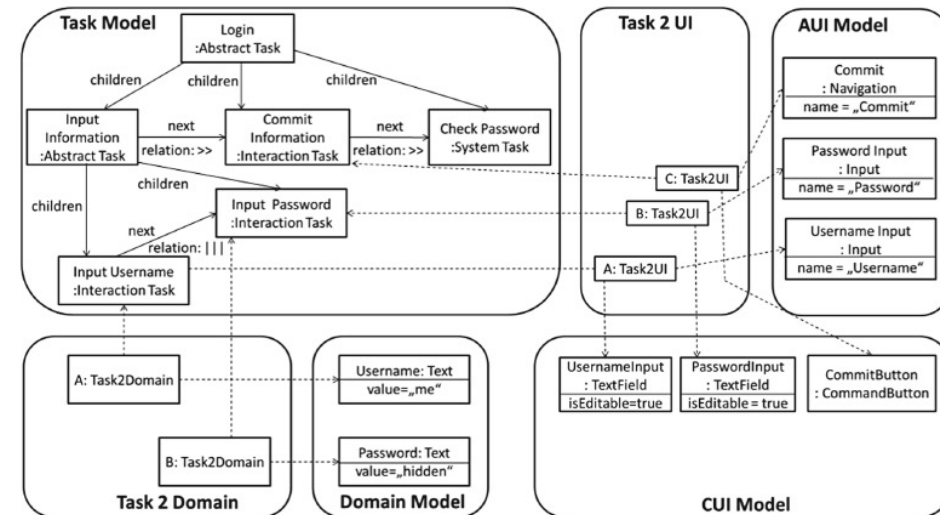 Task Model
Login
:Abstract Task
children
children
children
Input
Information
:Abstract Task
next
relation: >>
Commit
Information
:Interaction Task
next
relation: >>
Check Password
:System Task
children
children
Input Password
:Interaction Task
next
relation: |||
Input Username
:Interaction Task
Task 2 UI
C: Task2UI
B: Task2UI
A: Task2UI
AUI Model
Commit
: Navigation
name = „Commit“
Password Input
: Input
name = „Password“
Username Input
: Input
name = „Username“
A: Task2Domain
B: Task2Domain
Task 2 Domain
Username: Text
value=„me“
Password: Text
value=„hidden“
Domain Model
UsernameInput
: TextField
isEditable=true
PasswordInput
: TextField
isEditable = true
CommitButton
: CommandButton
CUI Model